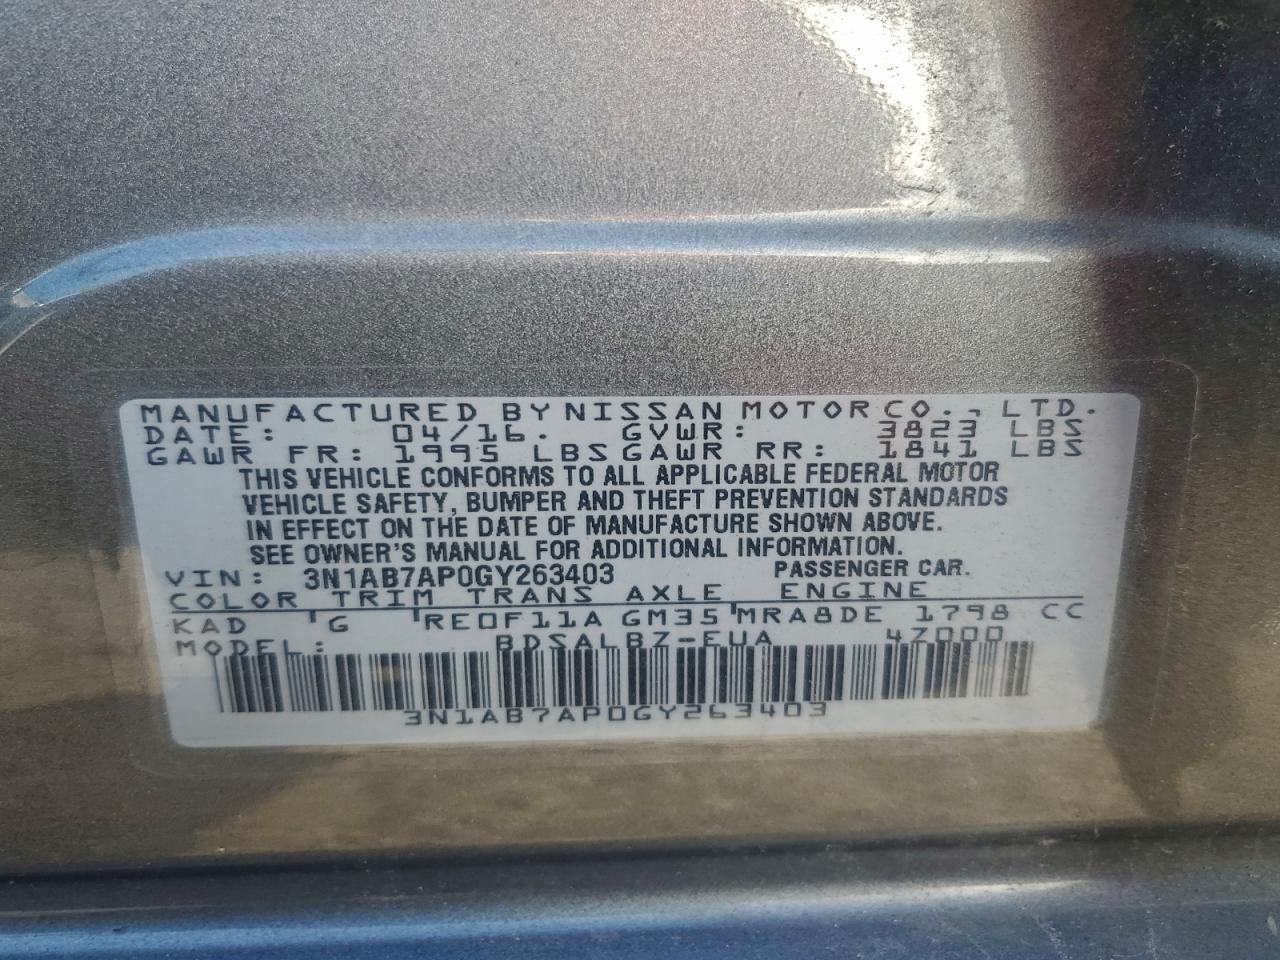 MANUFACTURED BY NISSAN MOTOR CO., LTD.
DATE: 04/16. GVWR: 3823 LBS
GAWR FR: 1995 LBS GAWR RR: 1841 LBS
THIS VEHICLE CONFORMS TO ALL APPLICABLE FEDERAL MOTOR
VEHICLE SAFETY, BUMPER AND THEFT PREVENTION STANDARDS
IN EFFECT ON THE DATE OF MANUFACTURE SHOWN ABOVE.
SEE OWNER'S MANUAL FOR ADDITIONAL INFORMATION.
VIN: 3N1AB7AP0GY263403 PASSENGER CAR.
COLOR TRIM TRANS AXLE ENGINE
KAD 'G 'RE0F11A GM35 'MRA8DE 1798 CC
MODEL: BDSALBZ-EUA 4Z000
3N1AB7AP0GY263403